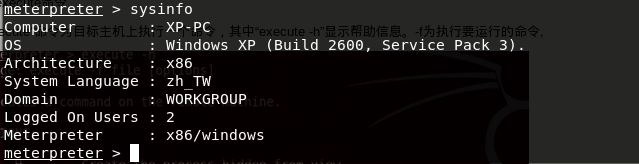 meterpreter > sysinfo
Computer        : XP-PC
OS              : Windows XP (Build 2600, Service Pack 3).
Architecture    : x86
System Language : zh_TW
Domain          : WORKGROUP
Logged On Users : 2
Meterpreter     : x86/windows
meterpreter >